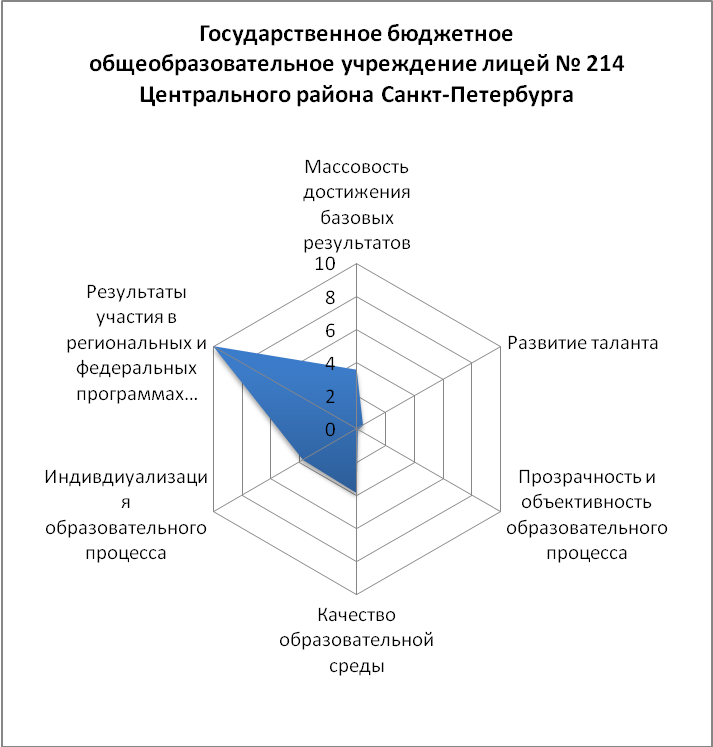 Государственное бюджетное
общеобразовательное учреждение лицей № 214
Центрального района Санкт-Петербурга
Массовость
достижения
базовых
результатов
10
8
6
4
2
0
Развитие таланта
Прозрачность и
объективность
образовательного
процесса
Качество
образовательной
среды
Индивдиуализаци
я
образовательного
процесса
Результаты
участия в
региональных и
федеральных
программах...